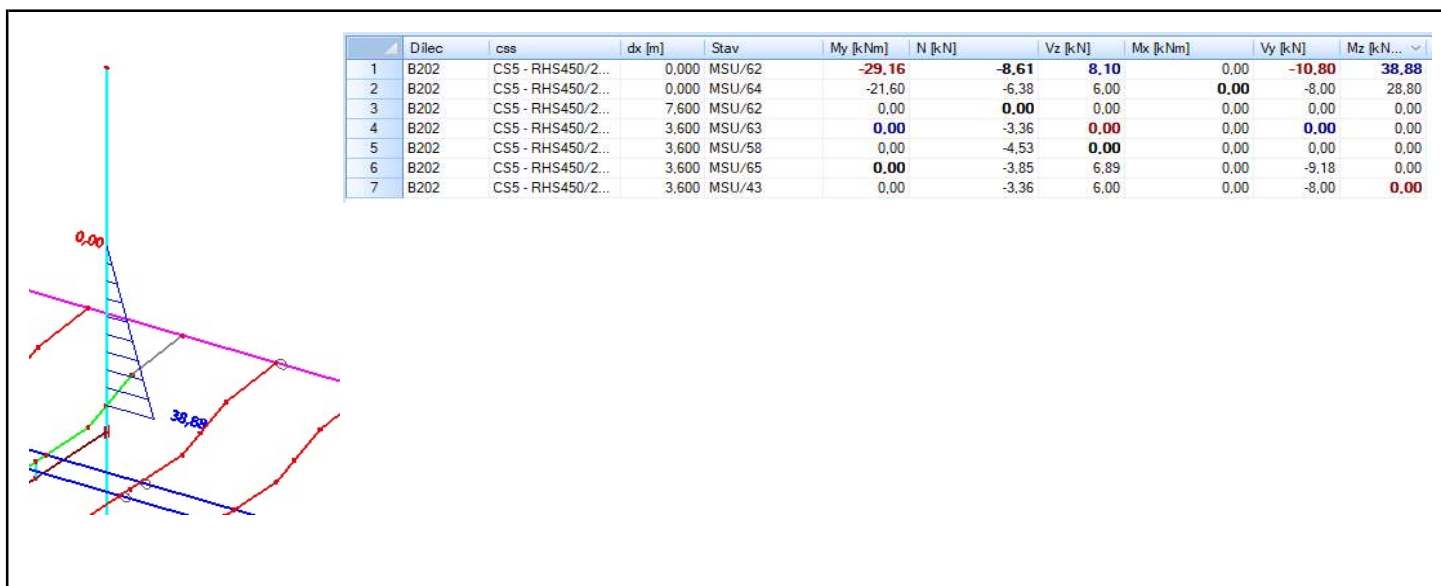 Dílec css dx [m] Stav My [kNm] N [kN] Vz [kN] Mx [kNm] Vy [kN] Mz [kN...
1 B202 CS5 - RHS450/2... 0,000 MSU/62 -29,16 -8,61 8,10 0,00 -10,80 38,88
2 B202 CS5 - RHS450/2... 0,000 MSU/64 -21,60 -6,38 6,00 0,00 -8,00 28,80
3 B202 CS5 - RHS450/2... 7,600 MSU/62 0,00 0,00 0,00 0,00 0,00 0,00
4 B202 CS5 - RHS450/2... 3,600 MSU/63 0,00 -3,36 0,00 0,00 0,00 0,00
5 B202 CS5 - RHS450/2... 3,600 MSU/58 0,00 -4,53 0,00 0,00 0,00 0,00
6 B202 CS5 - RHS450/2... 3,600 MSU/65 0,00 -3,85 6,89 0,00 -9,18 0,00
7 B202 CS5 - RHS450/2... 3,600 MSU/43 0,00 -3,36 6,00 0,00 -8,00 0,00
0,00
38,88